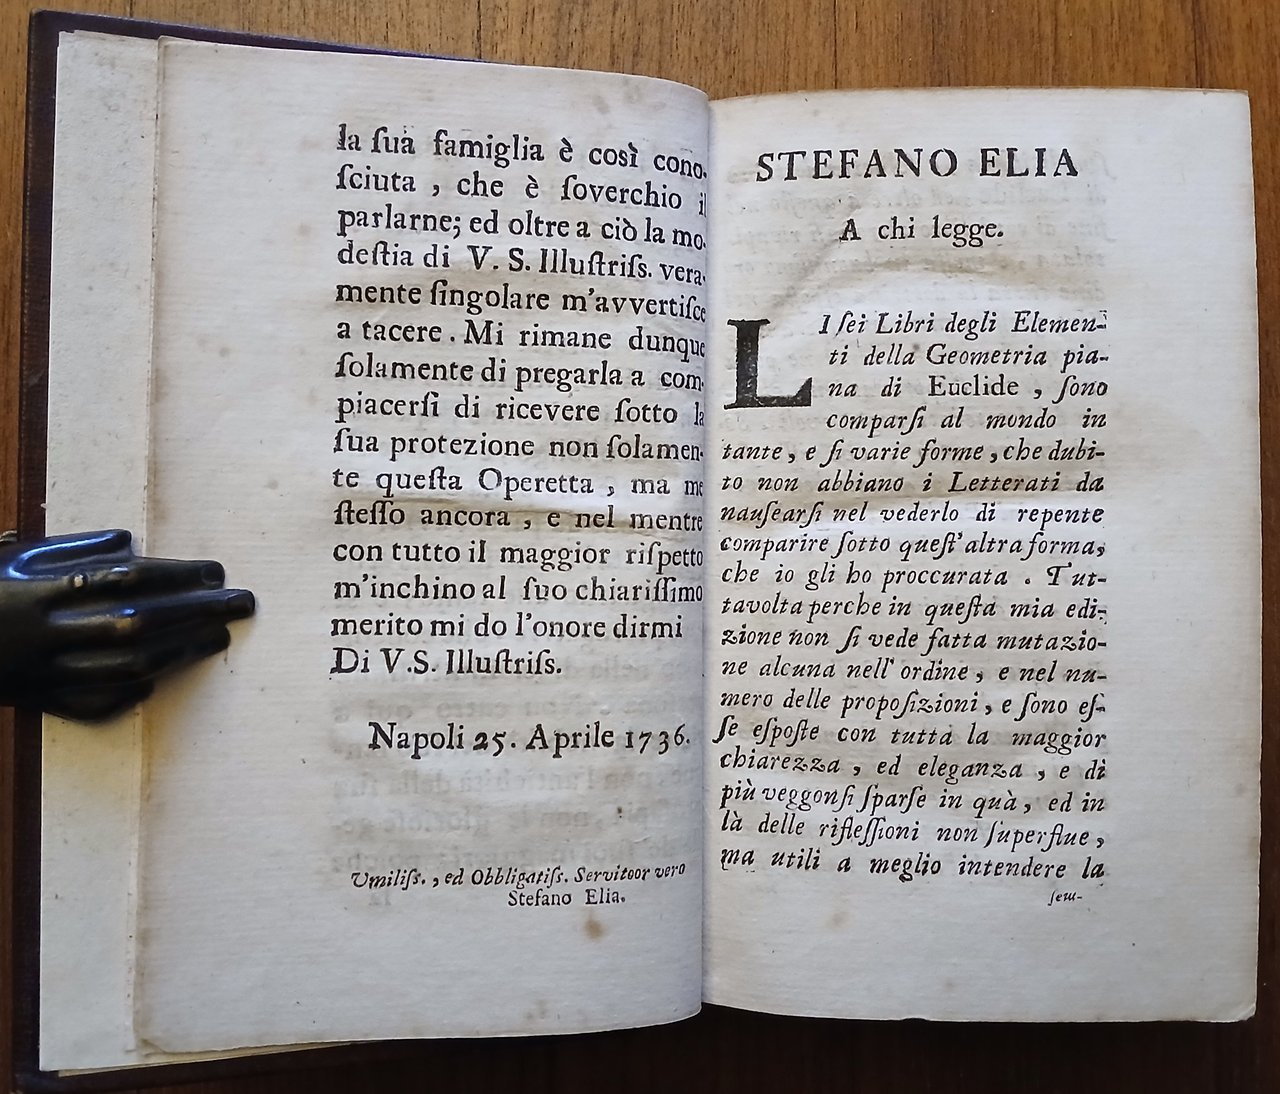 la ſua famiglia è così cono-
ſciuta , che è ſoverchio il
parlarne; ed oltre a ciò la mo-
deſtia di V. S. Illuſtriſs. vera-
mente ſingolare m'avvertiſce
a tacere . Mi rimane dunque
ſolamente di pregarla a com-
piacerſi di ricevere ſotto la
ſua protezione non ſolamen-
te queſta Operetta , ma me
ſteſſo ancora , e nel mentre
con tutto il maggior riſpetto
m'inchino al ſuo chiariſſimo
merito mi do l'onore dirmi
Di V.S. Illuſtriſs.
Napoli 25. Aprile 1736.
Umiliſs. , ed Obbligatiſs. Servitoor vero
Stefano Elia.
STEFANO ELIA
A chi legge.
LI ſei Libri degli Elemen-
ti della Geometria pia-
na di Euclide , ſono
comparſi al mondo in
tante , e ſi varie forme , che dubi-
to non abbiano i Letterati da
nauſearſi nel vederlo di repente
comparire ſotto queſt'altra forma,
che io gli ho proccurata . Tut-
tavolta perche in queſta mia edi-
zione non ſi vede fatta mutazio-
ne alcuna nell' ordine , e nel nu-
mero delle propoſizioni , e ſono eſ-
ſe eſpoſte con tutta la maggior
chiarezza , ed eleganza , e di
più veggonſi ſparſe in quà , ed in
là delle rifleſſioni non ſuperflue ,
ma utili a meglio intendere la
ſem-